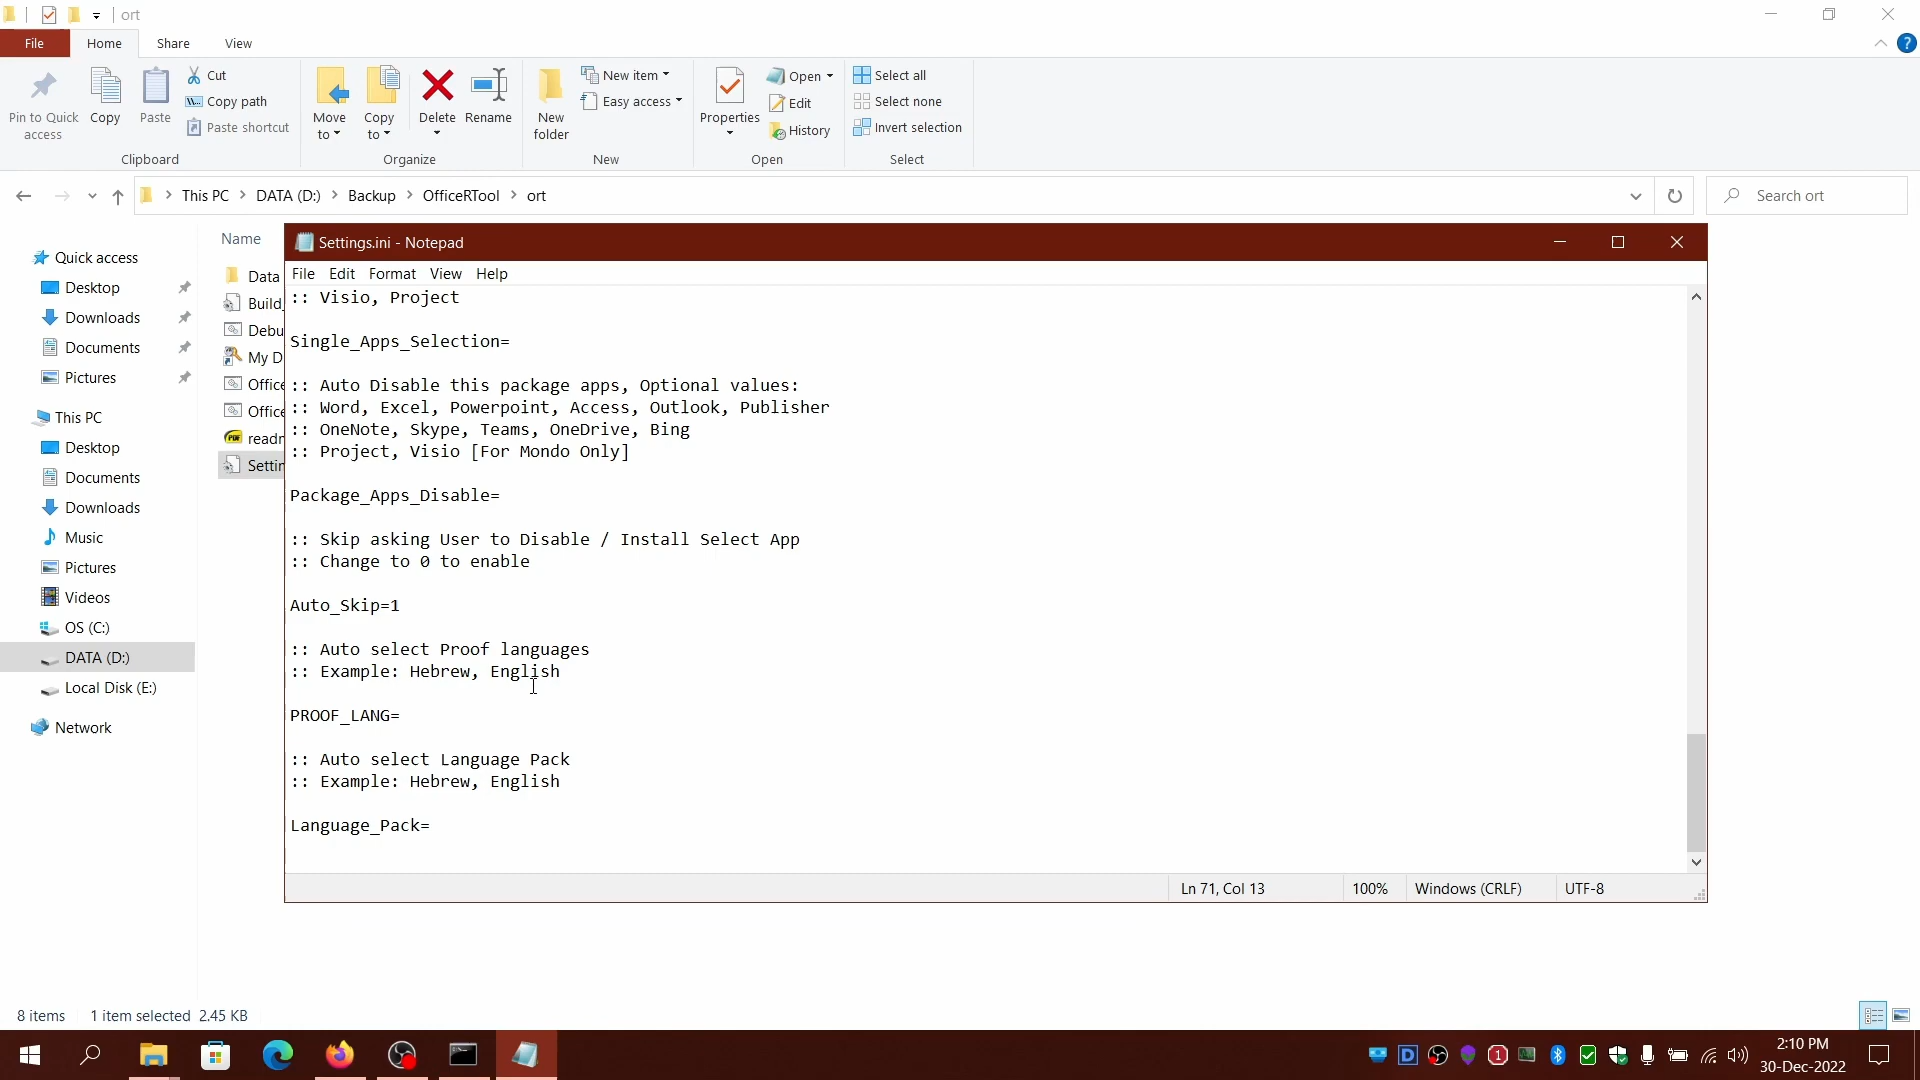 ort
File
Home
Share
View
Pin to Quick access
Copy
Paste
Cut
Copy path
Paste shortcut
Clipboard
Move to
Copy to
Delete
Rename
Organize
New folder
New item
Easy access
New
Properties
Open
Edit
History
Open
Select all
Select none
Invert selection
Select
This PC > DATA (D:) > Backup > OfficeRTool > ort
Search ort
Quick access
Desktop
Downloads
Documents
Pictures
This PC
Desktop
Documents
Downloads
Music
Pictures
Videos
OS (C:)
DATA (D:)
Local Disk (E:)
Network
Name
Data
Build_
Debu
My D
Office
Office
readn
Settin
Settings.ini - Notepad
File Edit Format View Help
:: Visio, Project
Single_Apps_Selection=
:: Auto Disable this package apps, Optional values:
:: Word, Excel, Powerpoint, Access, Outlook, Publisher
:: OneNote, Skype, Teams, OneDrive, Bing
:: Project, Visio [For Mondo Only]
Package_Apps_Disable=
:: Skip asking User to Disable / Install Select App
:: Change to 0 to enable
Auto_Skip=1
:: Auto select Proof languages
:: Example: Hebrew, English
PROOF_LANG=
:: Auto select Language Pack
:: Example: Hebrew, English
Language_Pack=
Ln 71, Col 13
100%
Windows (CRLF)
UTF-8
8 items
1 item selected 2.45 KB
2:10 PM
30-Dec-2022